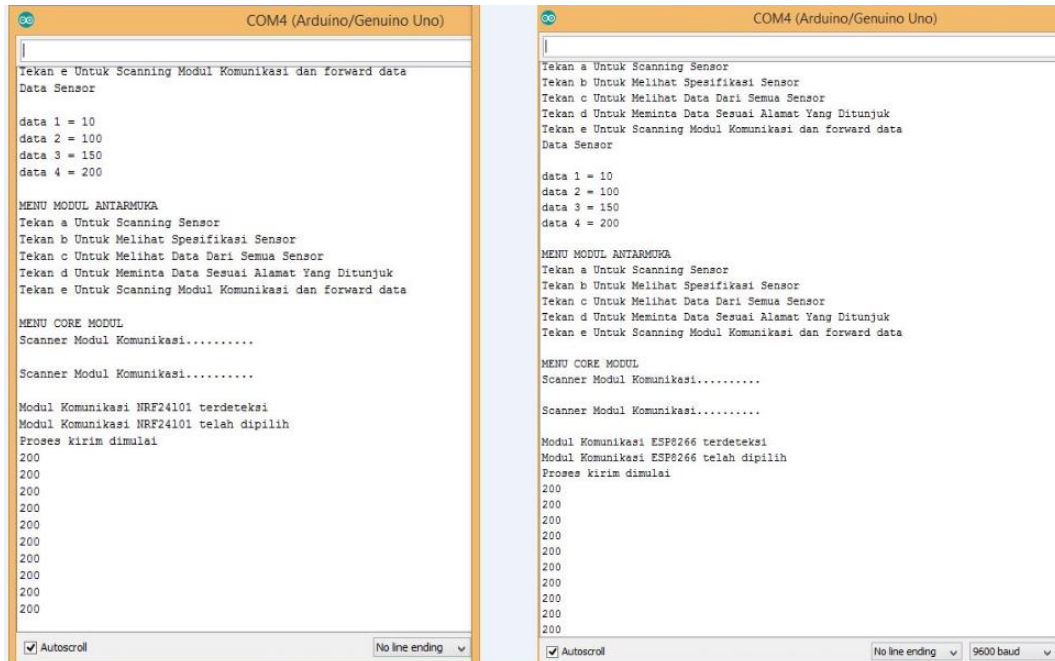 COM4 (Arduino/Genuino Uno)
Tekan e Untuk Scanning Modul Komunikasi dan forward data
Data Sensor
data 1 = 10
data 2 = 100
data 3 = 150
data 4 = 200
MENU MODUL ANTARMUKA
Tekan a Untuk Scanning Sensor
Tekan b Untuk Melihat Spesifikasi Sensor
Tekan c Untuk Melihat Data Dari Semua Sensor
Tekan d Untuk Meminta Data Sesuai Alamat Yang Ditunjuk
Tekan e Untuk Scanning Modul Komunikasi dan forward data
MENU CORE MODUL
Scanner Modul Komunikasi..........
Scanner Modul Komunikasi..........
Modul Komunikasi NRF24l01 terdeteksi
Modul Komunikasi NRF24l01 telah dipilih
Proses kirim dimulai
200
200
200
200
200
200
200
200
200
200
Autoscroll
No line ending
COM4 (Arduino/Genuino Uno)
Tekan a Untuk Scanning Sensor
Tekan b Untuk Melihat Spesifikasi Sensor
Tekan c Untuk Melihat Data Dari Semua Sensor
Tekan d Untuk Meminta Data Sesuai Alamat Yang Ditunjuk
Tekan e Untuk Scanning Modul Komunikasi dan forward data
Data Sensor
data 1 = 10
data 2 = 100
data 3 = 150
data 4 = 200
MENU MODUL ANTARMUKA
Tekan a Untuk Scanning Sensor
Tekan b Untuk Melihat Spesifikasi Sensor
Tekan c Untuk Melihat Data Dari Semua Sensor
Tekan d Untuk Meminta Data Sesuai Alamat Yang Ditunjuk
Tekan e Untuk Scanning Modul Komunikasi dan forward data
MENU CORE MODUL
Scanner Modul Komunikasi..........
Scanner Modul Komunikasi..........
Modul Komunikasi ESP8266 terdeteksi
Modul Komunikasi ESP8266 telah dipilih
Proses kirim dimulai
200
200
200
200
200
200
200
200
200
200
Autoscroll
No line ending
9600 baud